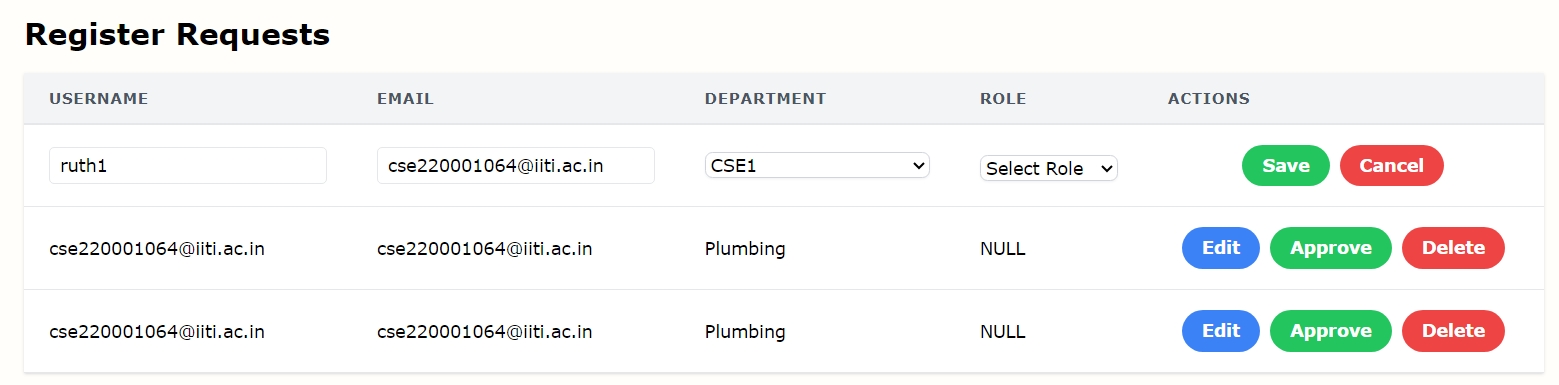 Register Requests
USERNAME EMAIL DEPARTMENT ROLE ACTIONS
ruth1 cse220001064@iiti.ac.in CSE1 Select Role Save Cancel
cse220001064@iiti.ac.in cse220001064@iiti.ac.in Plumbing NULL Edit Approve Delete
cse220001064@iiti.ac.in cse220001064@iiti.ac.in Plumbing NULL Edit Approve Delete